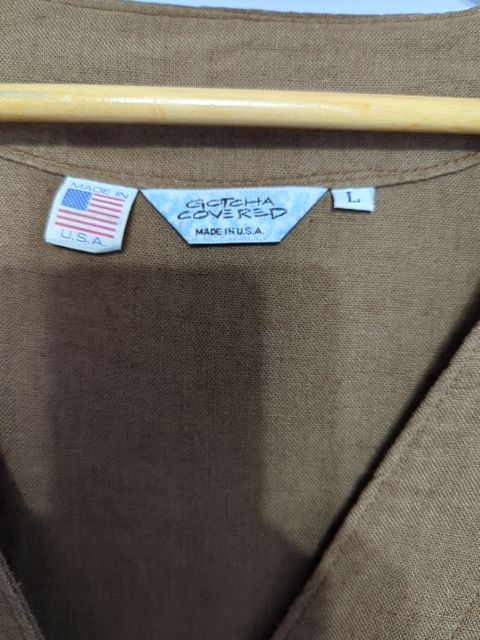 MADE IN
U.S.A.
GOTCHA
COVERED
MADE IN U.S.A.
L